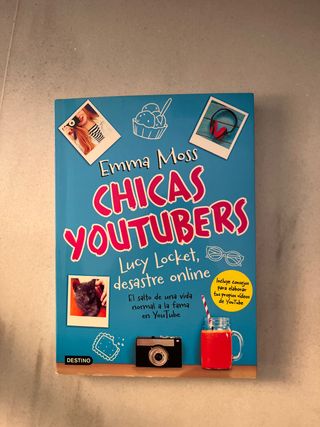 Emma Moss
CHICAS
YOUTUBERS
Lucy Locket,
desastre online
El salto de una vida
normal a la fama
en YouTube
Incluye consejos
para elaborar
tus propios vídeos
de YouTube
DESTINO